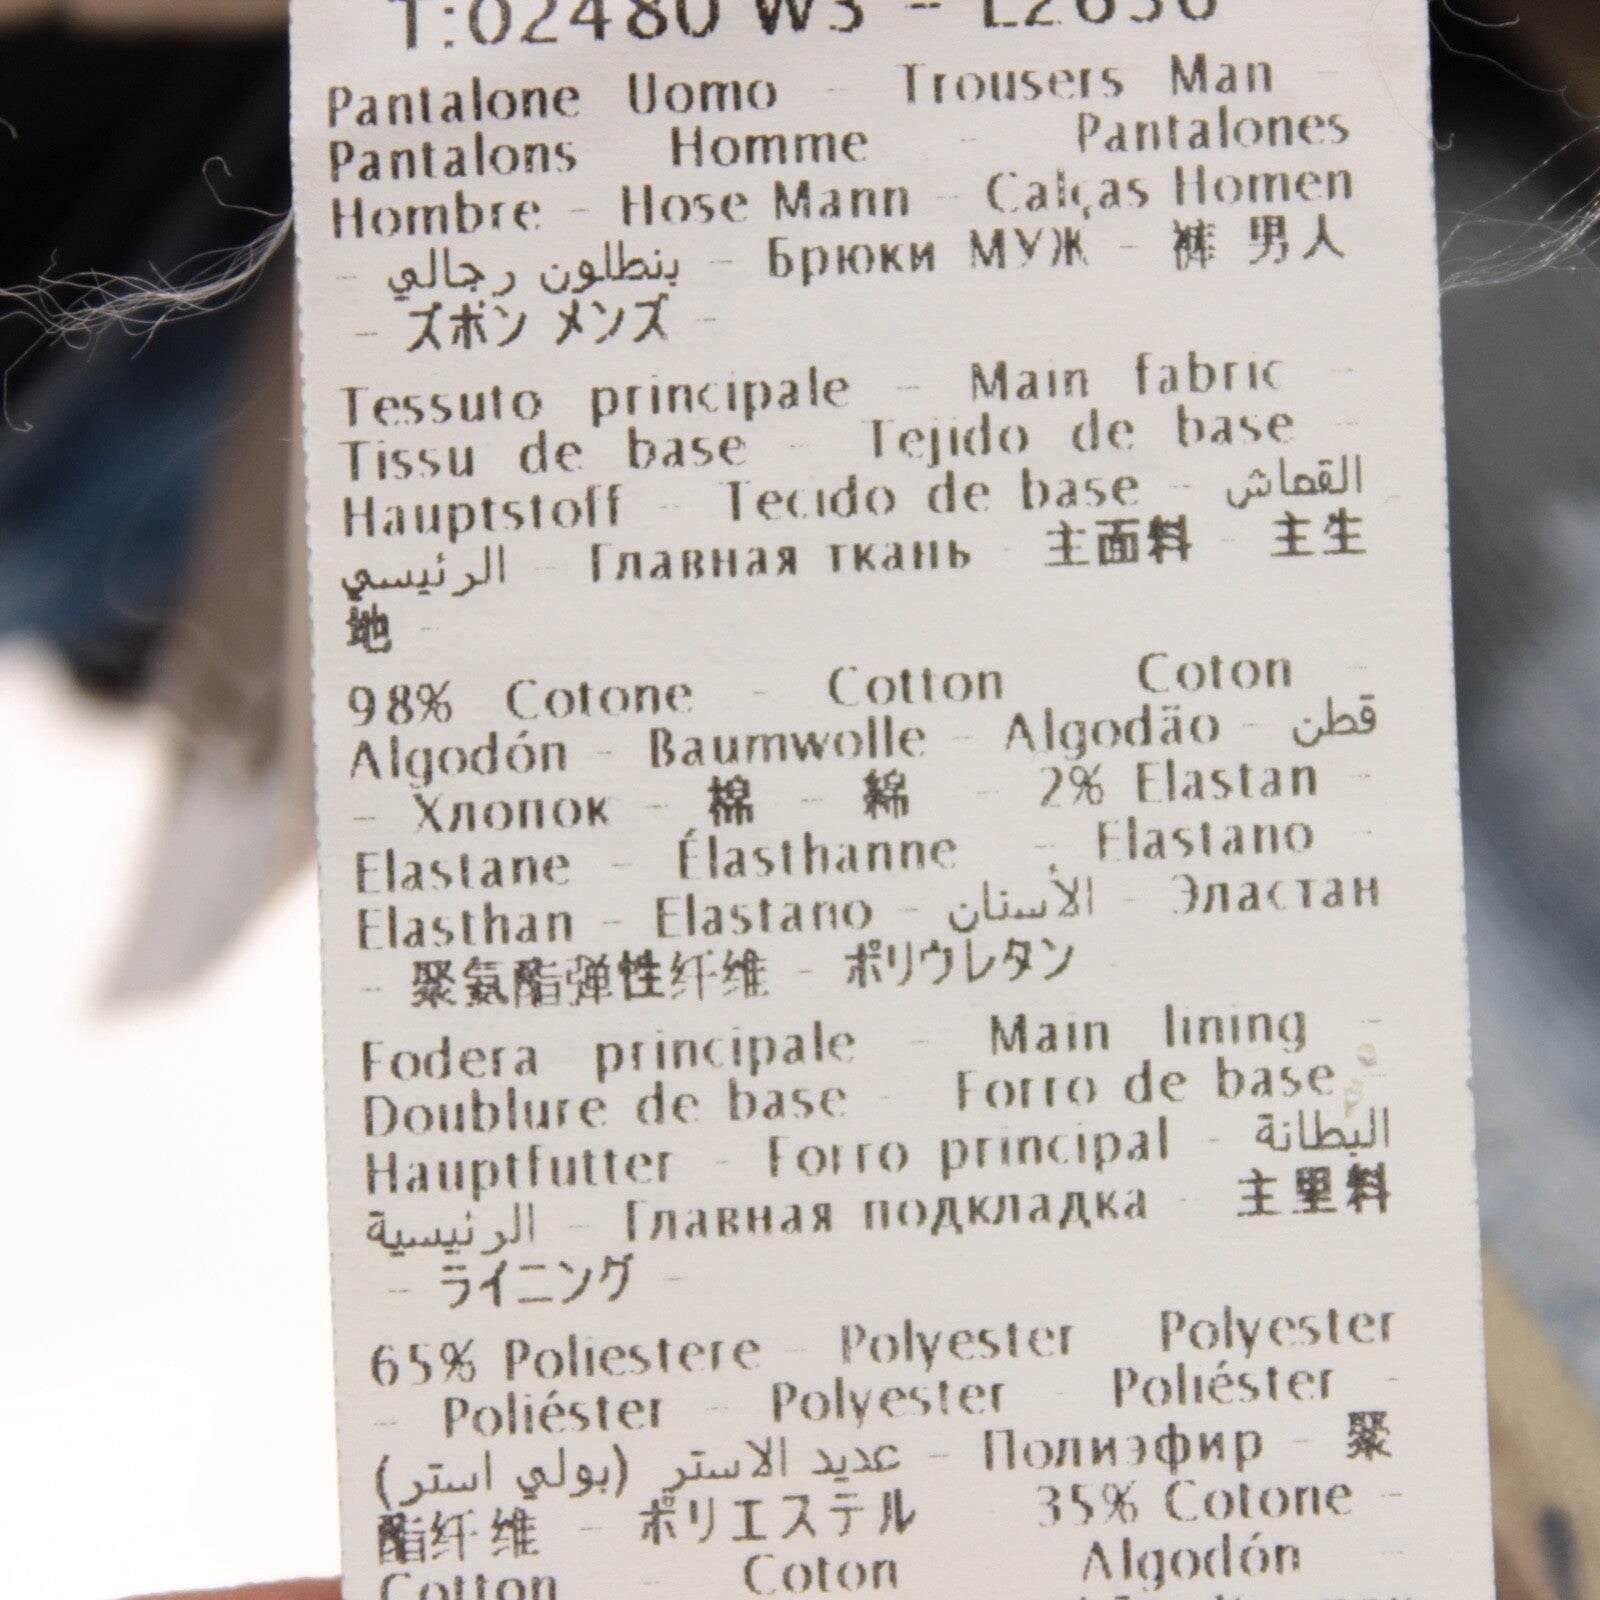 T:02480 W3 - L2636
Pantalone Uomo - Trousers Man -
Pantalons Homme - Pantalones
Hombre - Hose Mann - Calças Homen
- بنطلون رجالي - Брюки МУЖ - 裤 男人
- ズボン メンズ -
Tessuto principale - Main fabric -
Tissu de base - Tejido de base -
Hauptstoff - Tecido de base - القماش
الرئيسي - Главная ткань - 主面料 - 主生
地 -
98% Cotone - Cotton - Coton -
Algodón - Baumwolle - Algodão - قطن
- Хлопок - 棉 - 綿 - 2% Elastan -
Elastane - Élasthanne - Elastano -
Elasthan - Elastano - الأسنان - Эластан
- 聚氨酯弹性纤维 - ポリウレタン
Fodera principale - Main lining -
Doublure de base - Forro de base -
Hauptfutter - Forro principal - البطانة
الرئيسية - Главная подкладка - 主里料
- ライニング -
65% Poliestere - Polyester - Polyester
- Poliéster - Polyester - Poliéster -
عديد الاستر (بولي استر) - Полиэфир - 聚
酯纤维 - ポリエステル - 35% Cotone -
Cotton - Coton - Algodón -